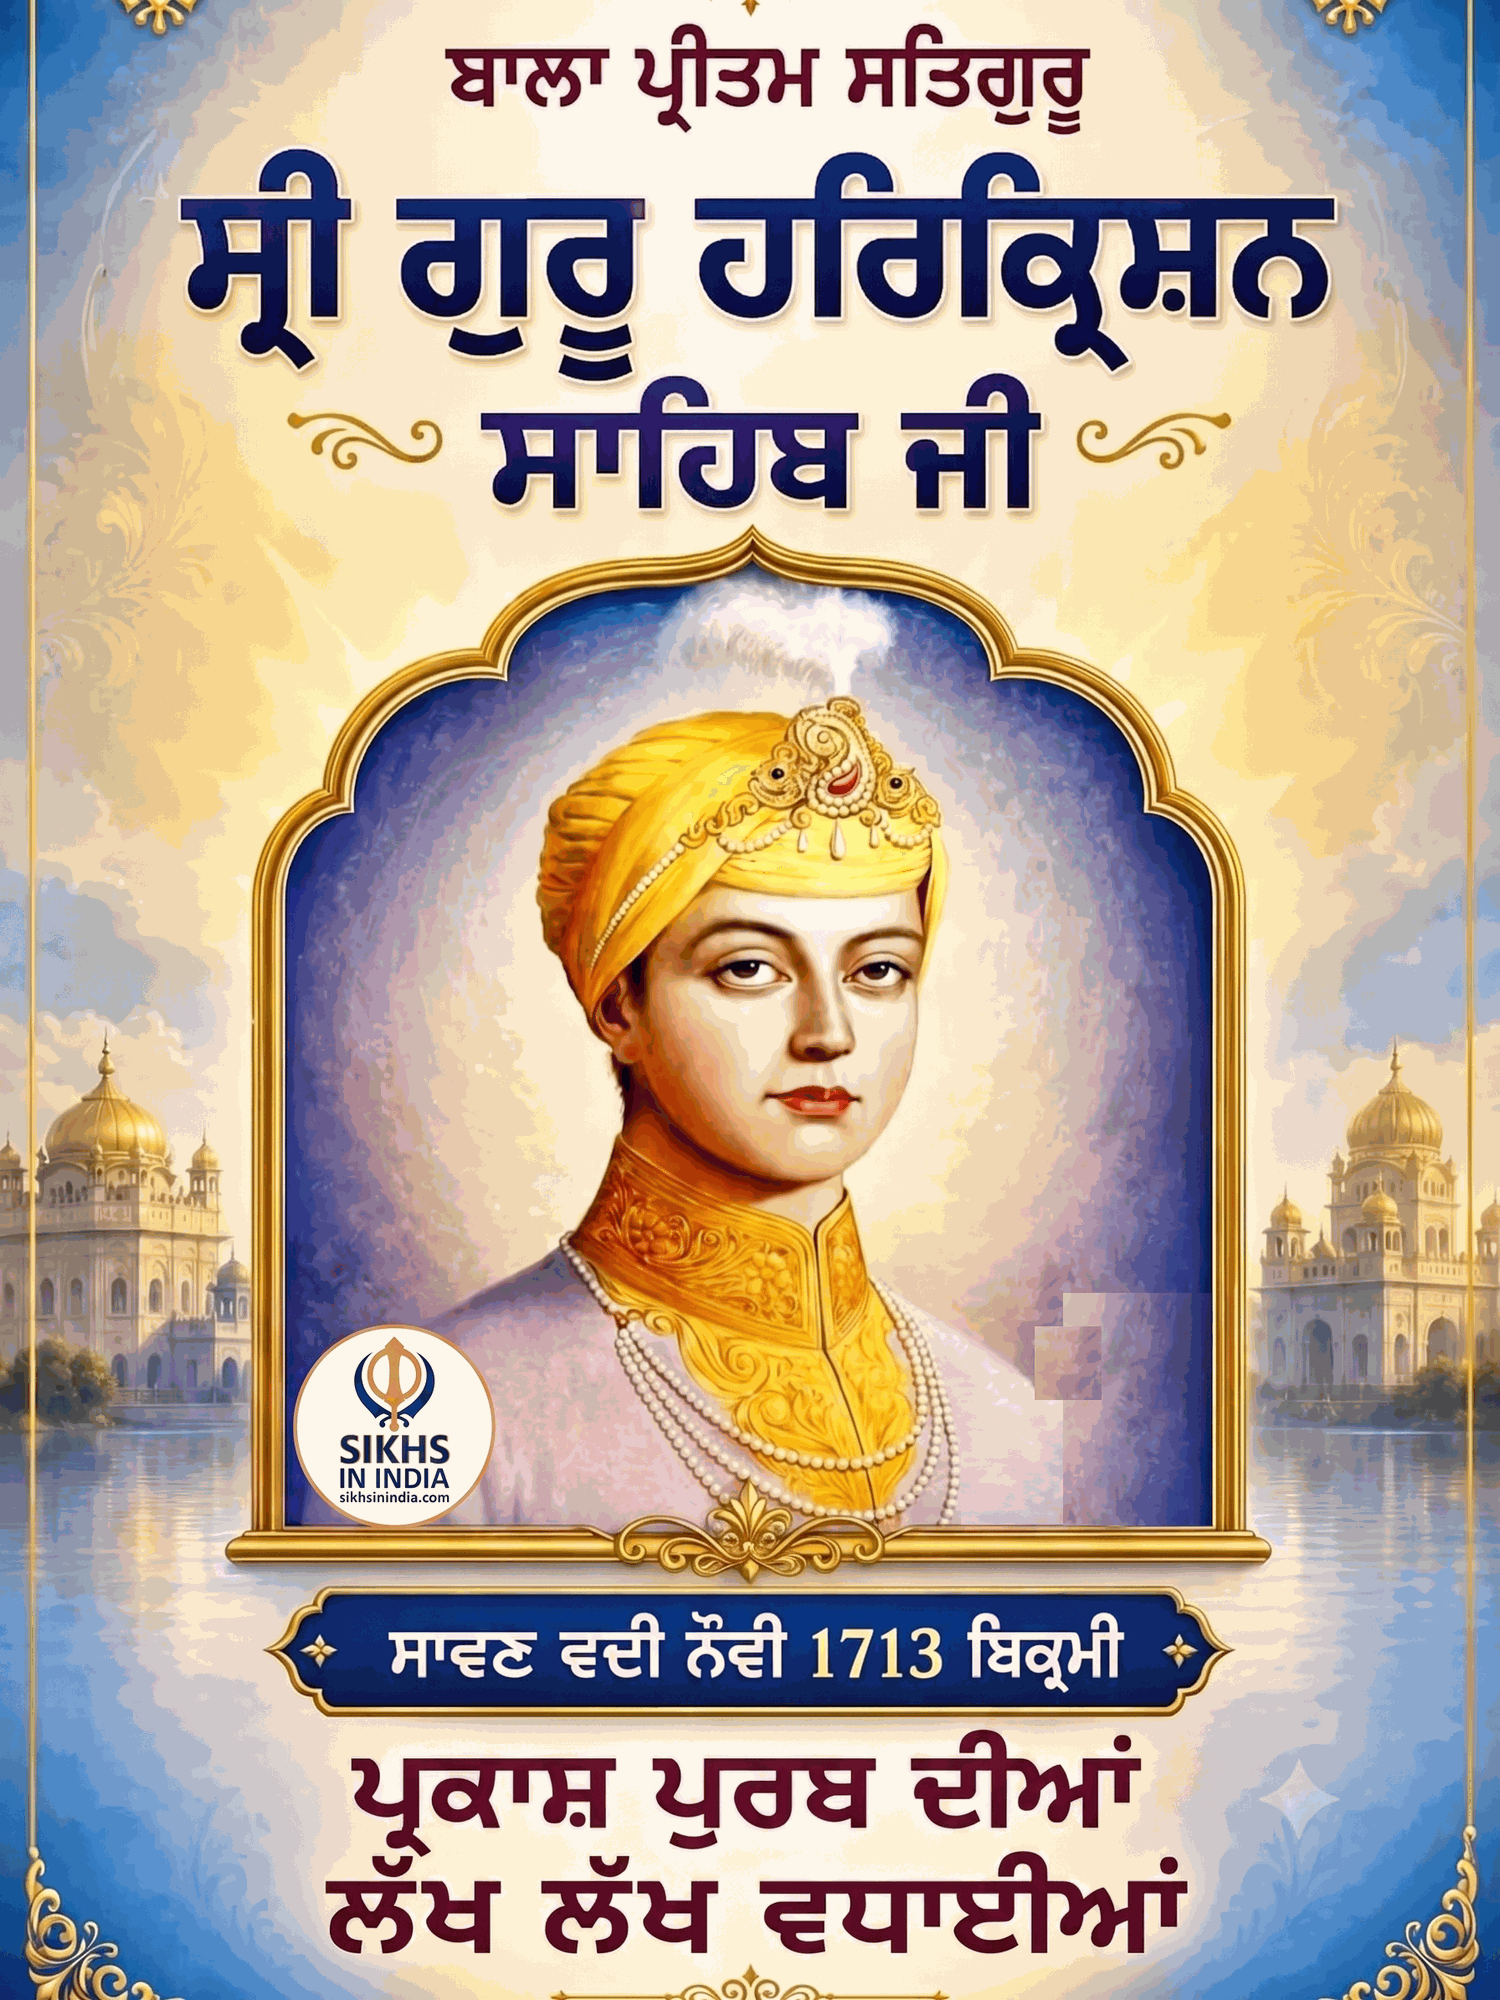 ਬਾਲਾ ਪ੍ਰੀਤਮ ਸਤਿਗੁਰੂ
ਸ੍ਰੀ ਗੁਰੂ ਹਰਿਕ੍ਰਿਸ਼ਨ
ਸਾਹਿਬ ਜੀ
SIKHS
IN INDIA
sikhsinindia.com
ਸਾਵਣ ਵਦੀ ਨੌਵੀ 1713 ਬਿਕ੍ਰਮੀ
ਪ੍ਰਕਾਸ਼ ਪੁਰਬ ਦੀਆਂ
ਲੱਖ ਲੱਖ ਵਧਾਈਆਂ